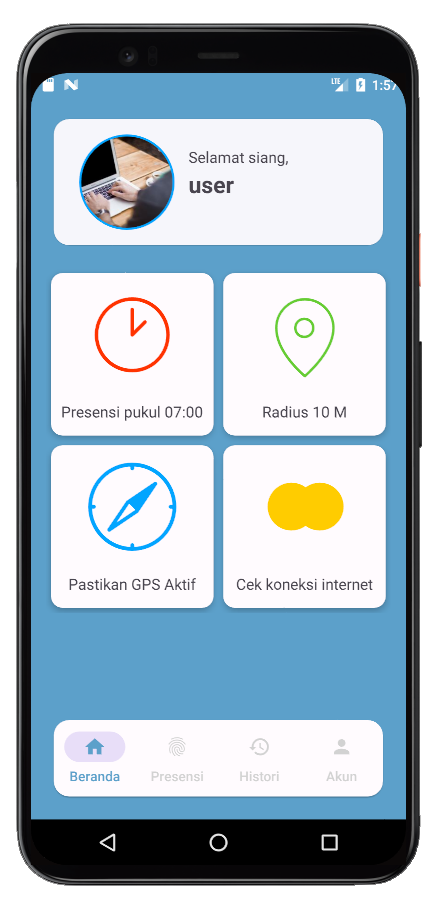 LTE 1:57
Selamat siang,
user
Presensi pukul 07:00
Radius 10 M
Pastikan GPS Aktif
Cek koneksi internet
Beranda
Presensi
Histori
Akun